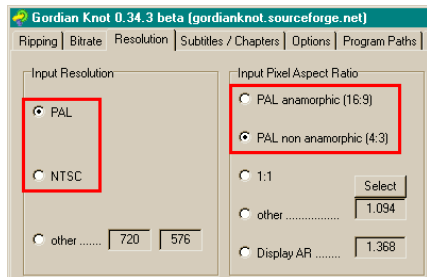 Gordian Knot 0.34.3 beta (gordianknot.sourceforge.net)
Ripping Bitrate Resolution Subtitles / Chapters Options Program Paths
Input Resolution
PAL
NTSC
other ....... 720 576
Input Pixel Aspect Ratio
PAL anamorphic (16:9)
PAL non anamorphic (4:3)
1:1
Select
other ................ 1.094
Display AR ........ 1.368